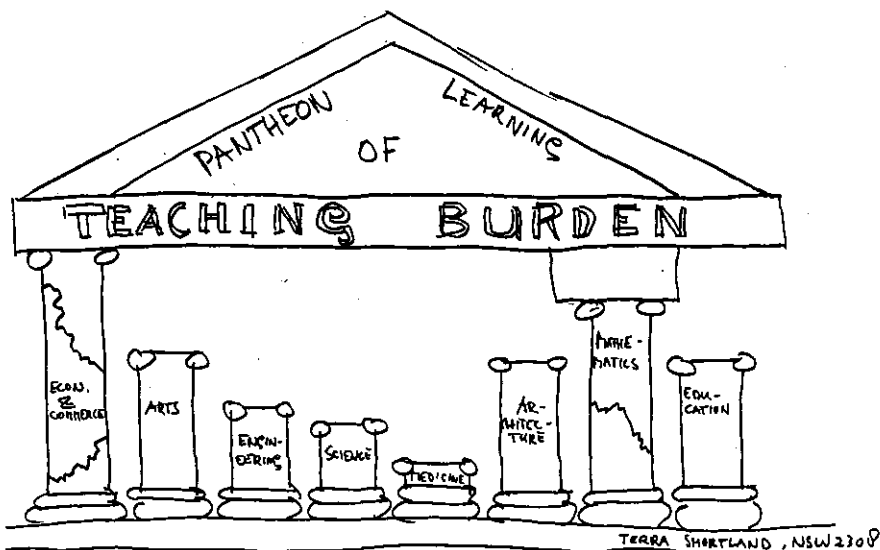 PANTHEON OF LEARNING
TEACHING BURDEN
ECON.
&
COMMERCE
ARTS
ENGIN-
EERING
SCIENCE
MEDICINE
AR-
CHITEC-
TURE
MATHE-
MATICS
EDU-
CATION
TERRA SHORTLAND, NSW 2308